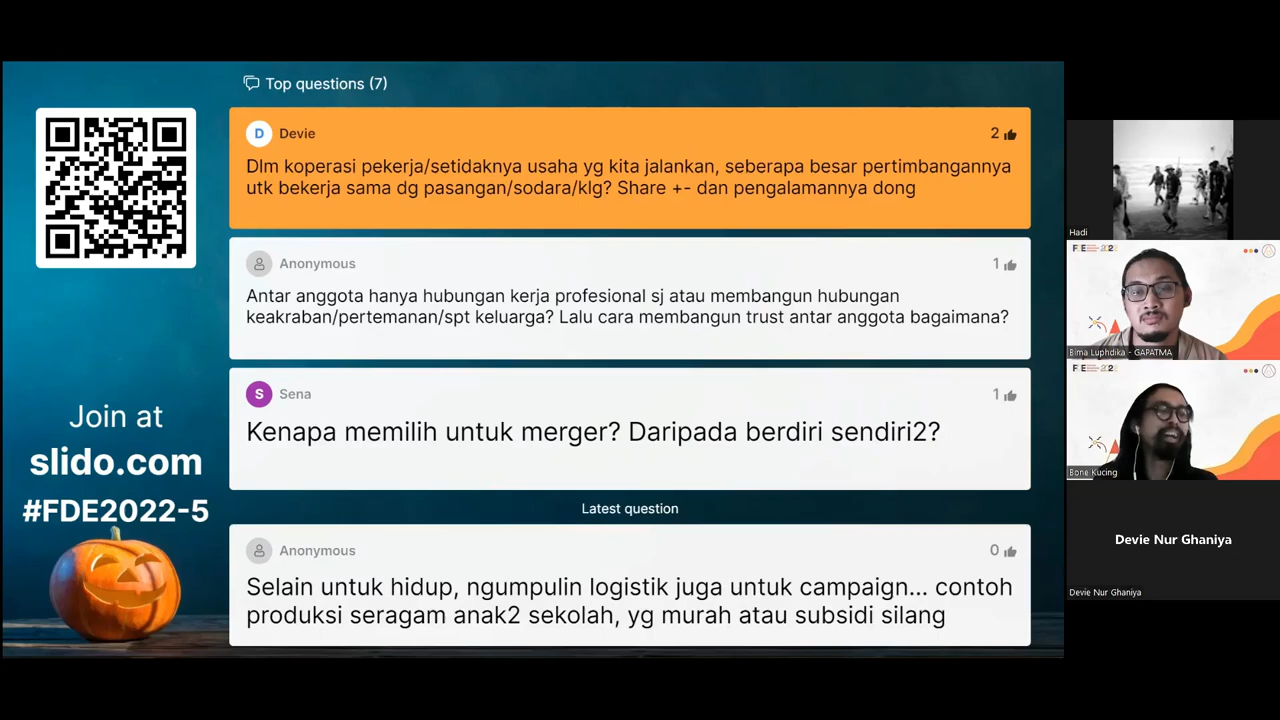 Top questions (7)
D Devie 2
Dlm koperasi pekerja/setidaknya usaha yg kita jalankan, seberapa besar pertimbangannya
utk bekerja sama dg pasangan/sodara/klg? Share +- dan pengalamannya dong
Anonymous 1
Antar anggota hanya hubungan kerja profesional sj atau membangun hubungan
keakraban/pertemanan/spt keluarga? Lalu cara membangun trust antar anggota bagaimana?
S Sena 1
Kenapa memilih untuk merger? Daripada berdiri sendiri2?
Latest question
Anonymous 0
Selain untuk hidup, ngumpulin logistik juga untuk campaign... contoh
produksi seragam anak2 sekolah, yg murah atau subsidi silang
Join at
slido.com
#FDE2022-5
Hadi
Bima Luphdika - GAPATMA
Bone Kucing
Devie Nur Ghaniya
Devie Nur Ghaniya